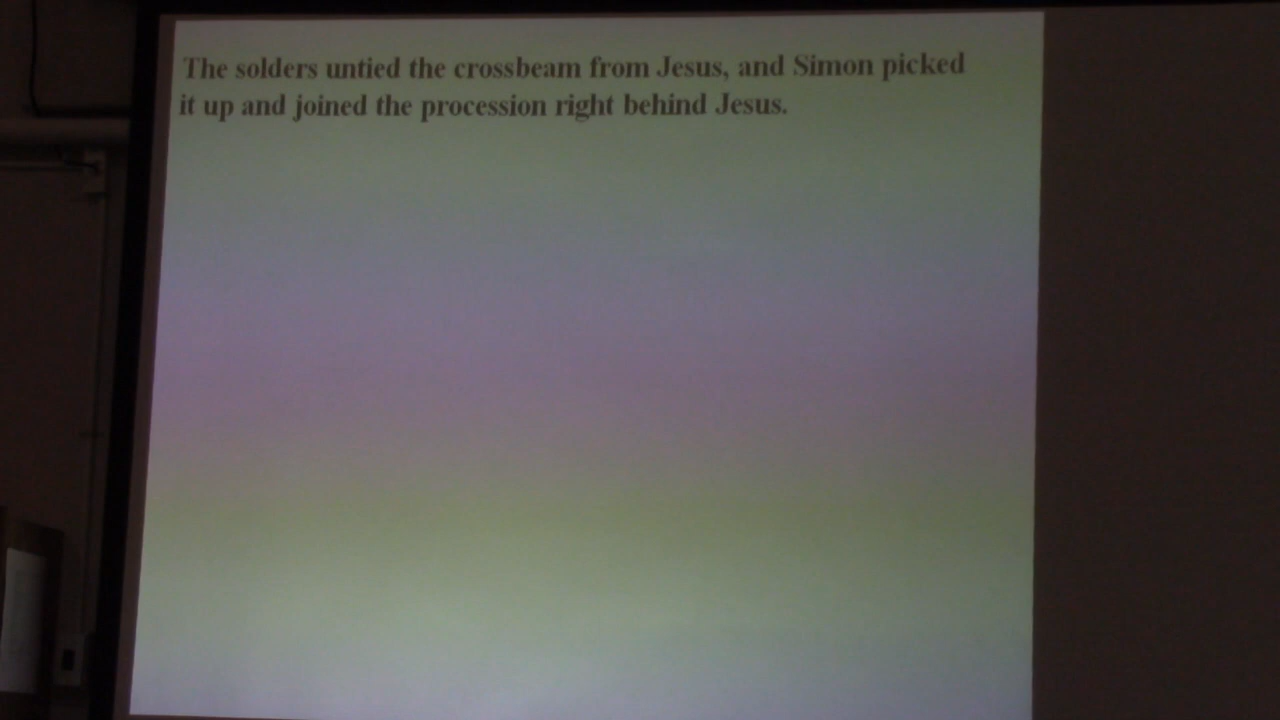 The solders untied the crossbeam from Jesus, and Simon picked
it up and joined the procession right behind Jesus.